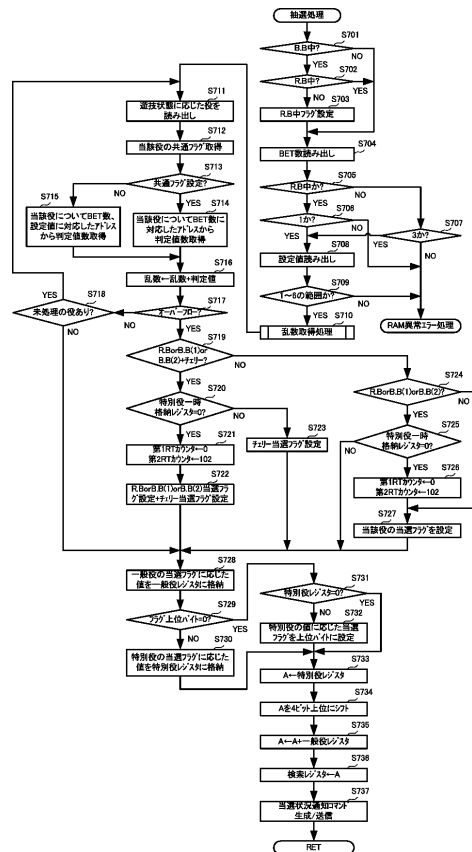 抽選処理
S701
B.B中?
NO
YES
S702
R.B中?
YES
NO
S703
R.B中フラグ設定
S704
BET数読み出し
S705
R.B中か?
NO
YES
S706
1か?
NO
YES
S707
3か?
YES
NO
S708
設定値読み出し
S709
1~6の範囲か?
NO
YES
S710
乱数取得処理
RAM異常エラー処理
S711
遊技状態に応じた役を
読み出し
S712
当該役の共通フラグ取得
S713
共通フラグ設定?
NO
YES
S714
当該役についてBET数
に対応したアドレスから
判定値数取得
S715
当該役についてBET数、
設定値に対応したアドレス
から判定値数取得
S716
乱数←乱数+判定値
S717
オーバーフロー?
NO
YES
S718
未処理の役あり?
YES
NO
S719
R.BorB.B(1)or
B.B(2)+チェリー?
NO
YES
S720
特別役一時
格納レジスタ=0?
NO
YES
S721
第1RTカウンタ←0
第2RTカウンタ←102
S722
R.BorB.B(1)orB.B(2)当選フラ
グ設定+チェリー当選フラグ設定
S723
チェリー当選フラグ設定
S724
R.BorB.B(1)orB.B(2)?
NO
YES
S725
特別役一時
格納レジスタ=0?
NO
YES
S726
第1RTカウンタ←0
第2RTカウンタ←102
S727
当該役の当選フラグを設定
S728
一般役の当選フラグに応じた
値を一般役レジスタに格納
S729
フラグ上位バイト=0?
YES
NO
S730
特別役の当選フラグに応じた
値を特別役レジスタに格納
S731
特別役レジスタ=0?
YES
NO
S732
特別役の値に応じた当選
フラグを上位バイトに設定
S733
A←特別役レジスタ
S734
Aを4ビット上位にシフト
S735
A←A+一般役レジスタ
S736
検索レジスタ←A
S737
当選状況通知コマンド
生成/送信
RET